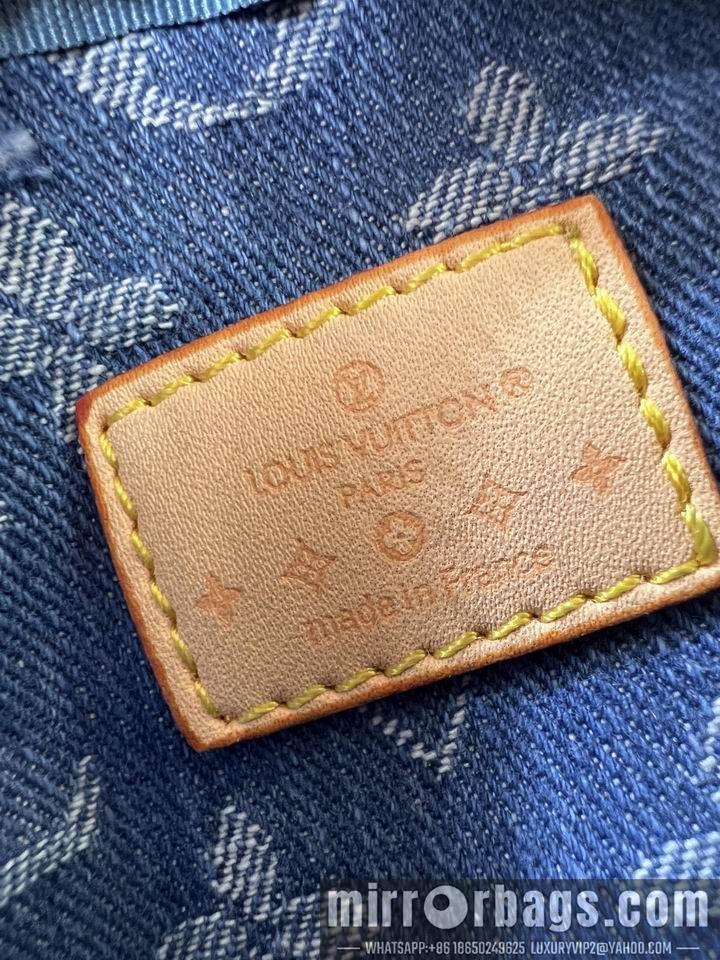 LOUIS VUITTON ®
PARIS
made in France
mirrorbags.com
WHATSAPP:+86 18650249625 LUXURYVIP2@YAHOO.COM